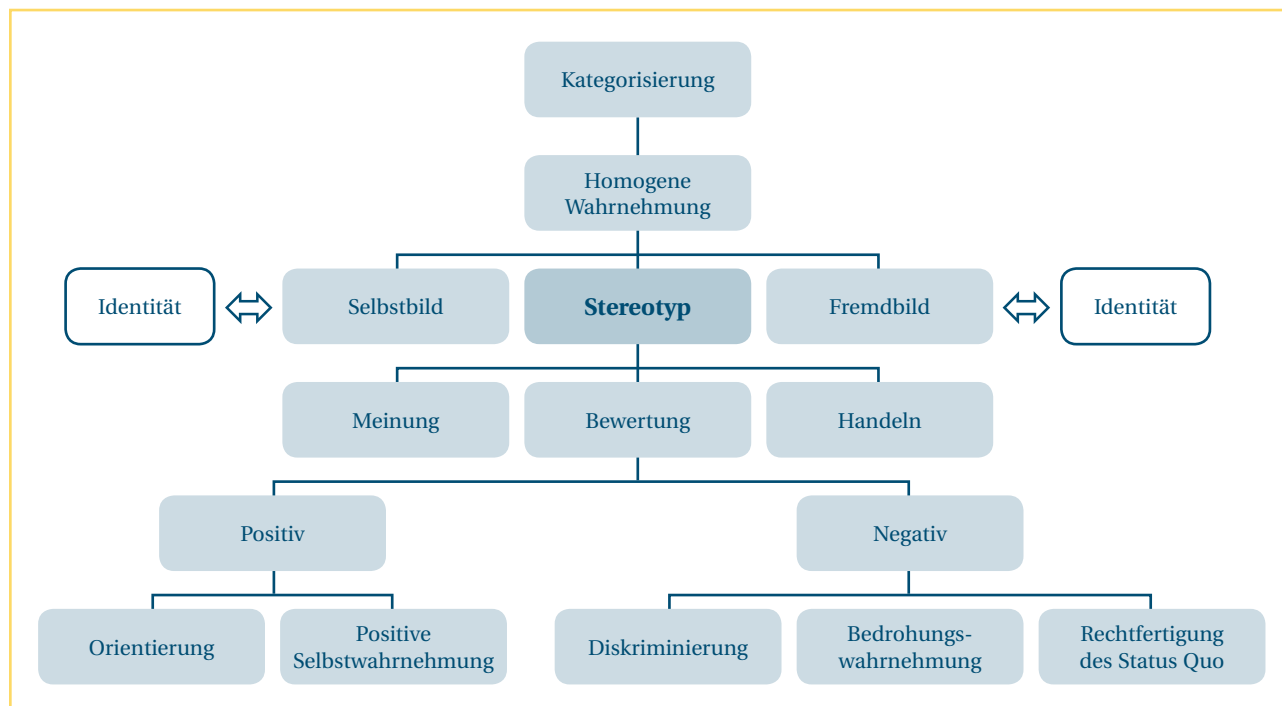 Kategorisierung
Homogene
Wahrnehmung
Identität
Selbstbild
Stereotyp
Fremdbild
Identität
Meinung
Bewertung
Handeln
Positiv
Negativ
Orientierung
Positive
Selbstwahrnehmung
Diskriminierung
Bedrohungs-
wahrnehmung
Rechtfertigung
des Status Quo